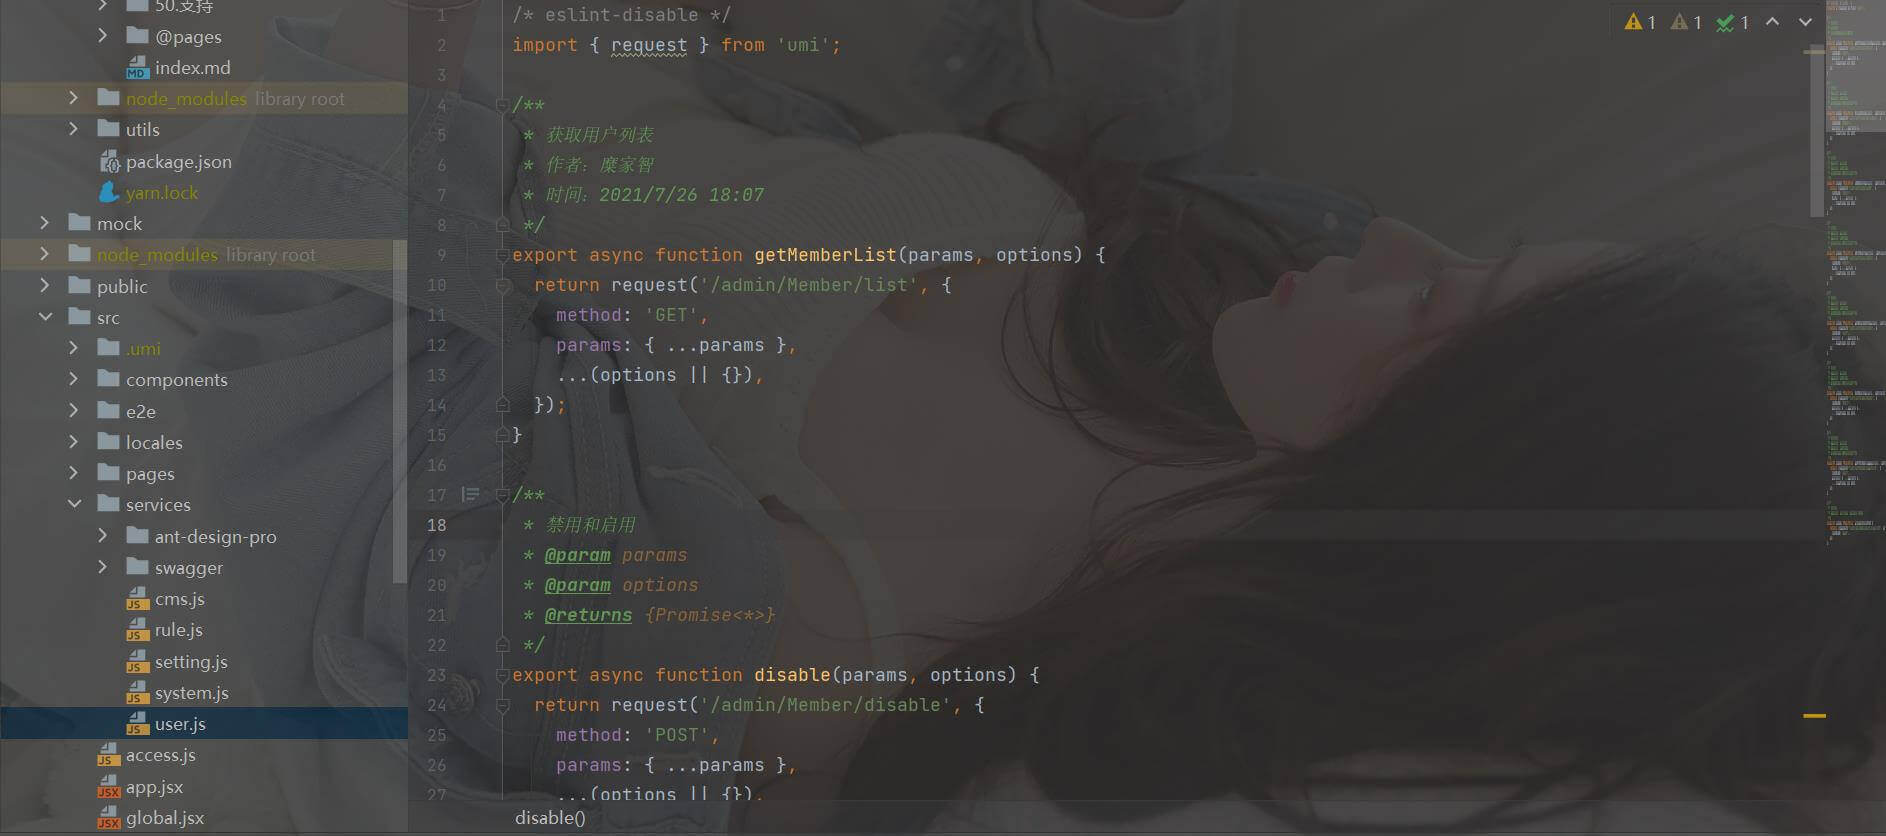 50.支持
@pages
index.md
node_modules library root
utils
package.json
yarn.lock
mock
node_modules library root
public
src
.umi
components
e2e
locales
pages
services
ant-design-pro
swagger
cms.js
rule.js
setting.js
system.js
user.js
access.js
app.jsx
global.jsx
1 /* eslint-disable */
2 import { request } from 'umi';
3
4 /**
5 * 获取用户列表
6 * 作者：糜家智
7 * 时间：2021/7/26 18:07
8 */
9 export async function getMemberList(params, options) {
10 return request('/admin/Member/list', {
11 method: 'GET',
12 params: { ...params },
13 ...(options || {}),
14 });
15 }
16
17 /**
18 * 禁用和启用
19 * @param params
20 * @param options
21 * @returns {Promise<*>}
22 */
23 export async function disable(params, options) {
24 return request('/admin/Member/disable', {
25 method: 'POST',
26 params: { ...params },
27 ...(options || {}),
disable()
1 1 1